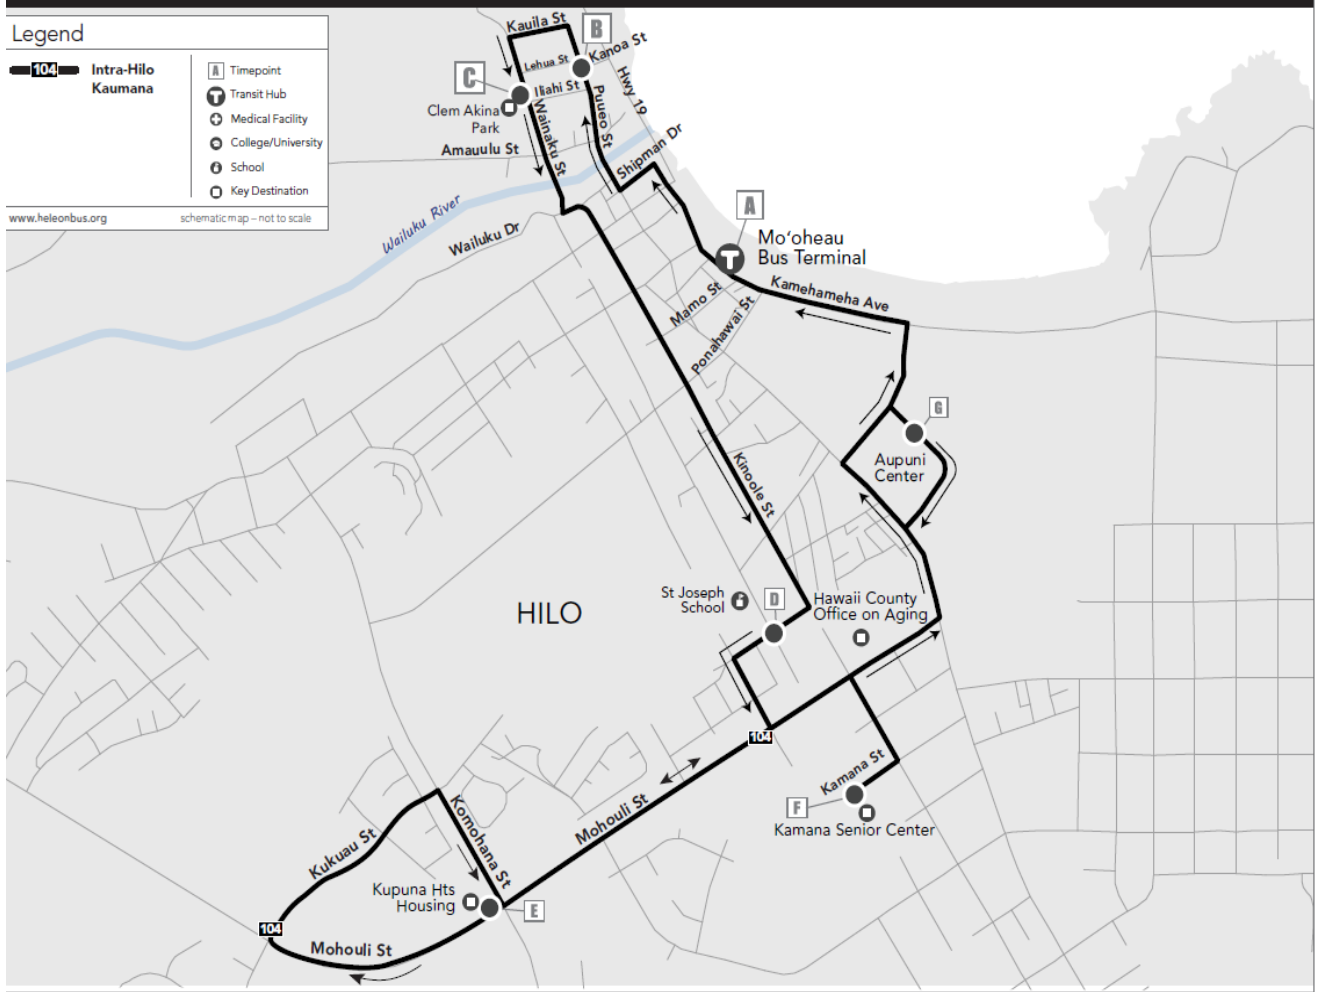 Legend
104
Intra-Hilo
Kaumana
A Timepoint
T Transit Hub
Medical Facility
College/University
School
Key Destination
www.heleonbus.org
schematic map – not to scale
Kauila St
B
Kanoa St
Lehua St
C
Iliahi St
Hwy 19
Clem Akina
Park
Wainaku St
Puueo St
Amauulu St
Shipman Dr
Wailuku River
Wailuku Dr
A
T
Mo‘oheau
Bus Terminal
Kamehameha Ave
Mamo St
Ponahawai St
G
Aupuni
Center
Kinoole St
St Joseph
School
D
Hawaii County
Office on Aging
HILO
104
Kamana St
F
Kamana Senior Center
Mohouli St
Komohana St
Kukuau St
Kupuna Hts
Housing
E
104
Mohouli St